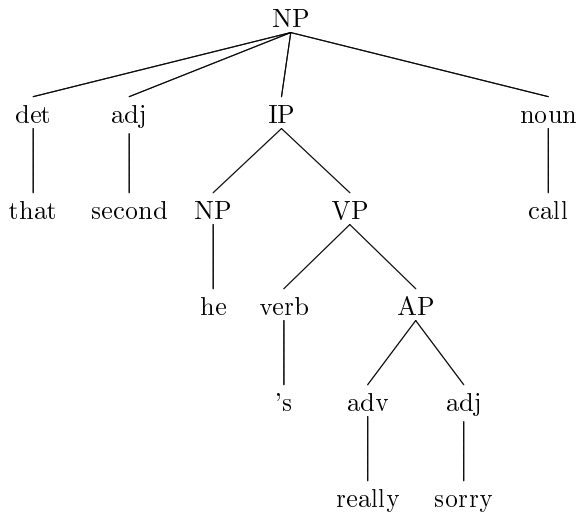 NP
det adj IP noun
that second NP VP call
he verb AP
's adv adj
really sorry